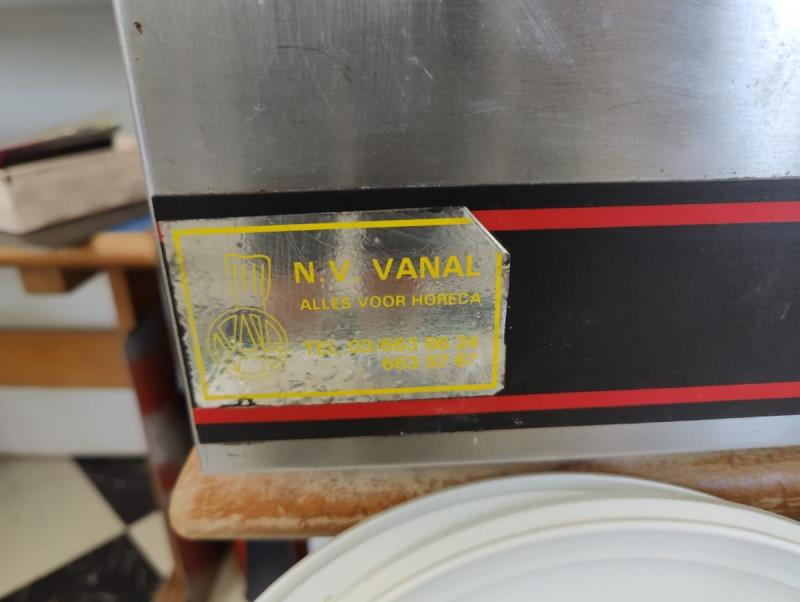 N.V. VANAL
ALLES VOOR HORECA
TEL 03/663 66 24
663 57 67